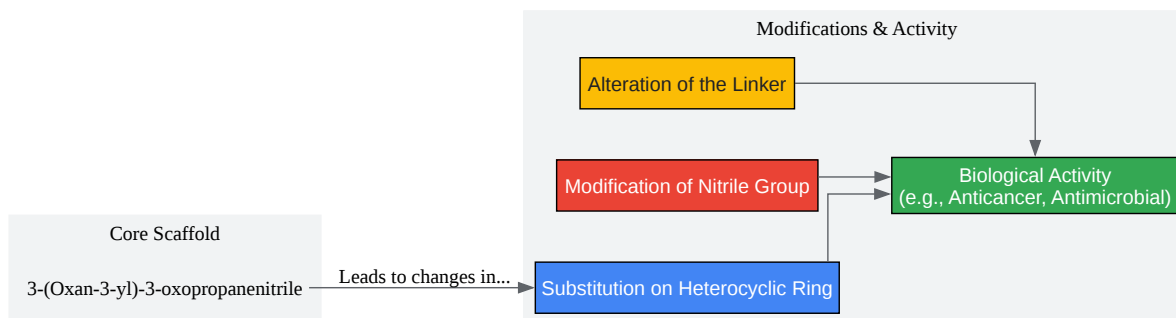 Modifications & Activity
Alteration of the Linker
Modification of Nitrile Group
Biological Activity
(e.g., Anticancer, Antimicrobial)
Core Scaffold
3-(Oxan-3-yl)-3-oxopropanenitrile
Leads to changes in...
Substitution on Heterocyclic Ring